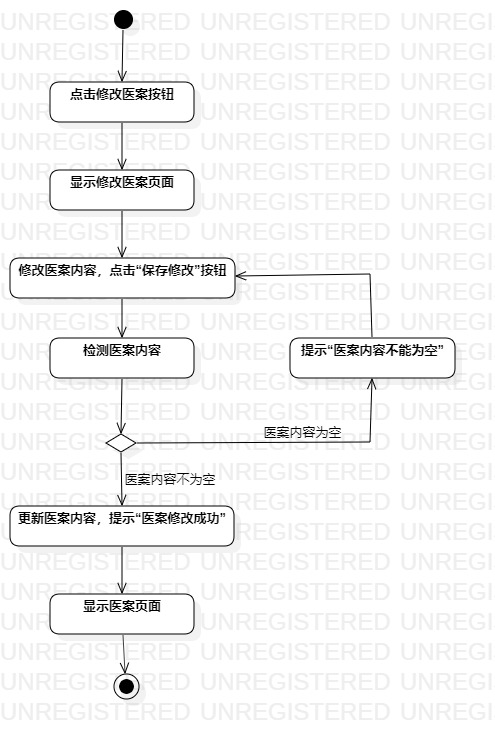 点击修改医案按钮
显示修改医案页面
修改医案内容，点击“保存修改”按钮
检测医案内容
提示“医案内容不能为空”
医案内容为空
医案内容不为空
更新医案内容，提示“医案修改成功”
显示医案页面
UNREGISTERED UNREGISTERED UNREGI